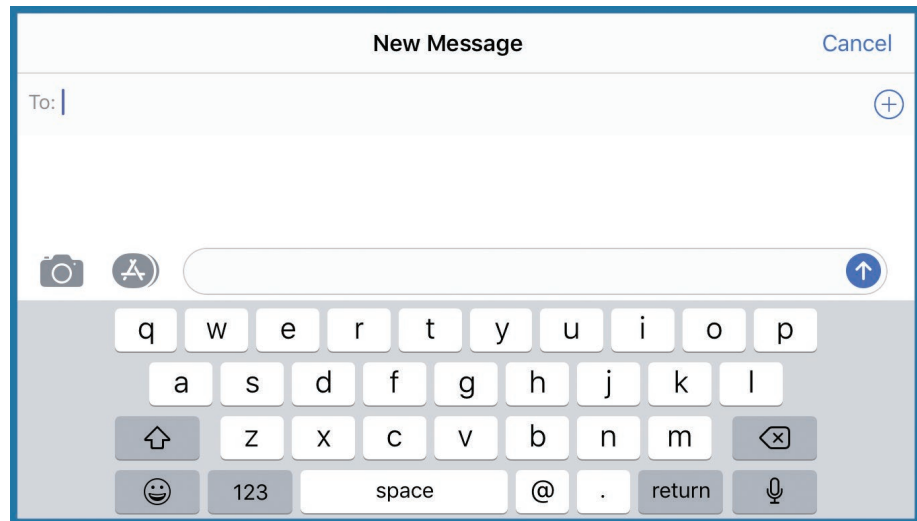 New Message Cancel
To:
q w e r t y u i o p
a s d f g h j k l
z x c v b n m
123 space @ . return